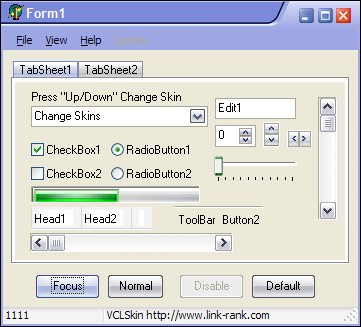 Form1
File View Help
TabSheet1 TabSheet2
Press "Up/Down" Change Skin
Change Skins
Edit1
0
CheckBox1 RadioButton1
CheckBox2 RadioButton2
Head1 Head2
ToolBar Button2
Focus Normal Disable Default
1111 VCLSkin http://www.link-rank.com